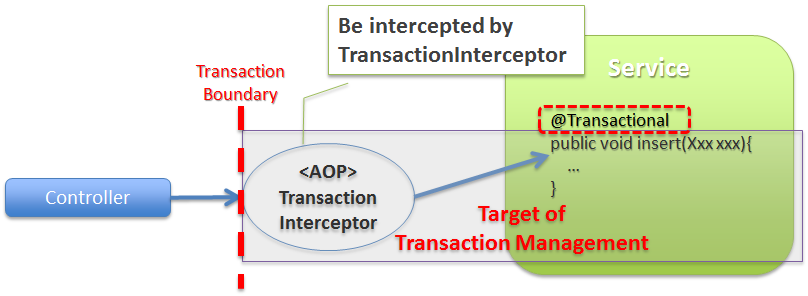 Be intercepted by
TransactionInterceptor
Transaction
Boundary
Service
@Transactional
public void insert(Xxx xxx){
...
}
<AOP>
Transaction
Interceptor
Controller
Target of
Transaction Management